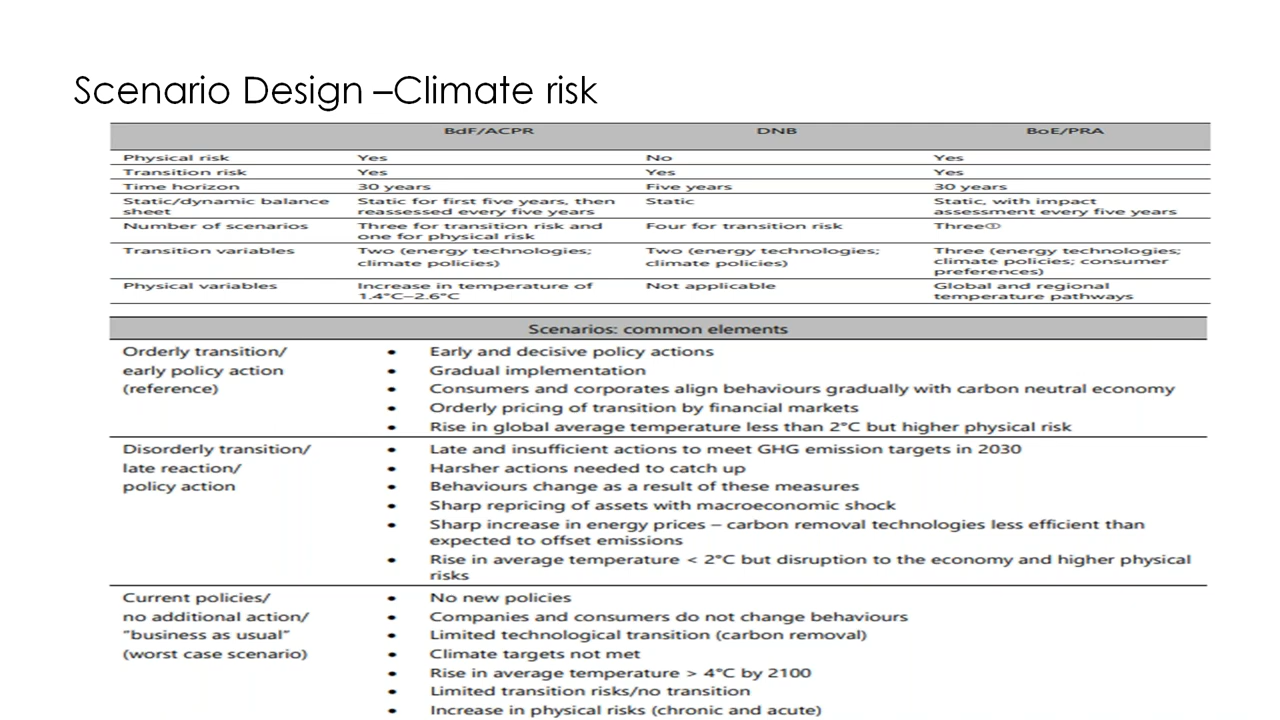 Scenario Design –Climate risk
BdF/ACPR DNB BoE/PRA
Physical risk Yes No Yes
Transition risk Yes Yes Yes
Time horizon 30 years Five years 30 years
Static/dynamic balance Static for first five years, then Static Static, with impact
sheet reassessed every five years assessment every five years
Number of scenarios Three for transition risk and Four for transition risk Three①
one for physical risk
Transition variables Two (energy technologies; Two (energy technologies; Three (energy technologies;
climate policies) climate policies) climate policies; consumer
preferences)
Physical variables Increase in temperature of Not applicable Global and regional
1.4°C–2.6°C temperature pathways
Scenarios: common elements
Orderly transition/ • Early and decisive policy actions
early policy action • Gradual implementation
(reference) • Consumers and corporates align behaviours gradually with carbon neutral economy
• Orderly pricing of transition by financial markets
• Rise in global average temperature less than 2°C but higher physical risk
Disorderly transition/ • Late and insufficient actions to meet GHG emission targets in 2030
late reaction/ • Harsher actions needed to catch up
policy action • Behaviours change as a result of these measures
• Sharp repricing of assets with macroeconomic shock
• Sharp increase in energy prices – carbon removal technologies less efficient than
expected to offset emissions
• Rise in average temperature < 2°C but disruption to the economy and higher physical
risks
Current policies/ • No new policies
no additional action/ • Companies and consumers do not change behaviours
"business as usual" • Limited technological transition (carbon removal)
(worst case scenario) • Climate targets not met
• Rise in average temperature > 4°C by 2100
• Limited transition risks/no transition
• Increase in physical risks (chronic and acute)